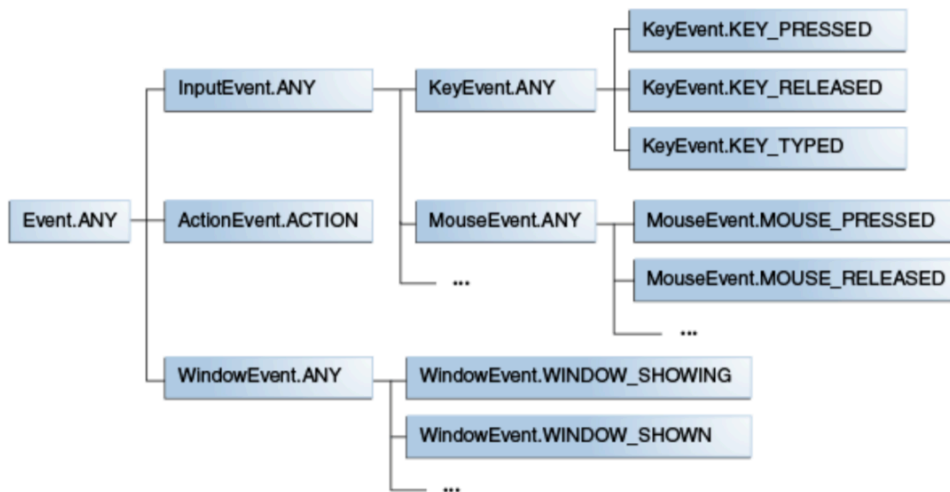 KeyEvent.KEY_PRESSED
InputEvent.ANY
KeyEvent.ANY
KeyEvent.KEY_RELEASED
KeyEvent.KEY_TYPED
Event.ANY
ActionEvent.ACTION
MouseEvent.ANY
MouseEvent.MOUSE_PRESSED
...
MouseEvent.MOUSE_RELEASED
...
WindowEvent.ANY
WindowEvent.WINDOW_SHOWING
WindowEvent.WINDOW_SHOWN
...